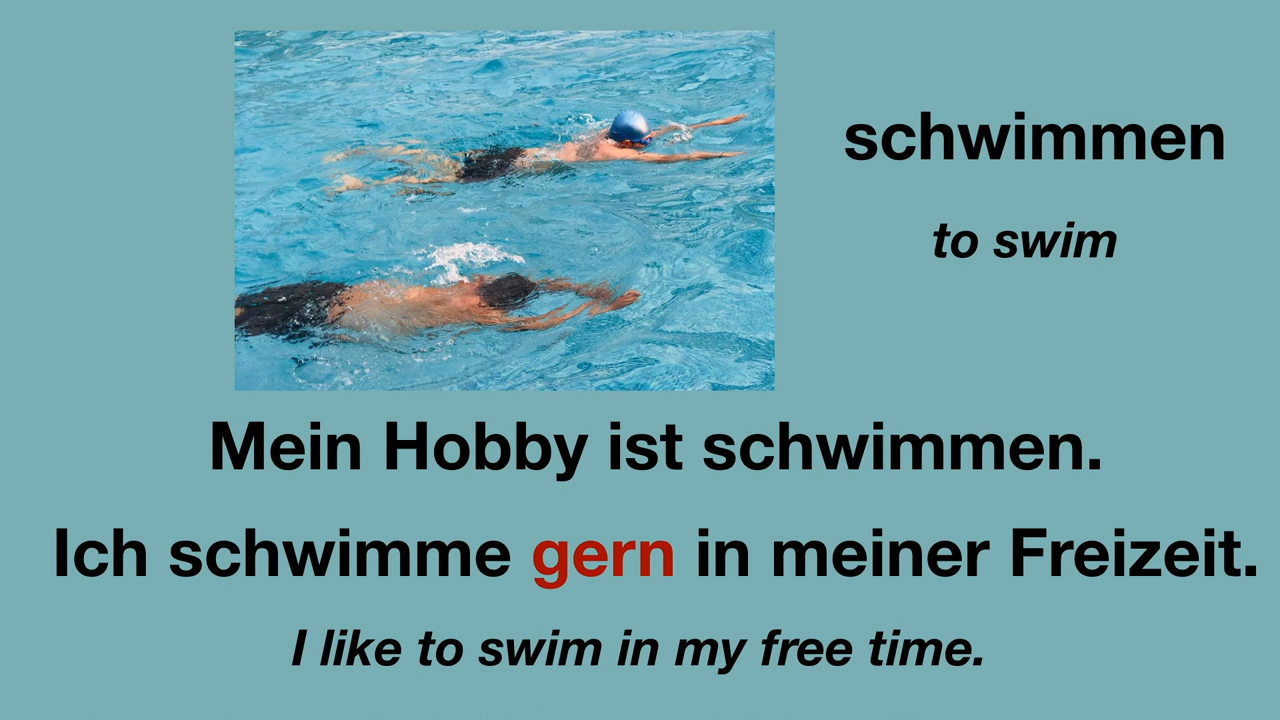 schwimmen
to swim
Mein Hobby ist schwimmen.
Ich schwimme gern in meiner Freizeit.
I like to swim in my free time.